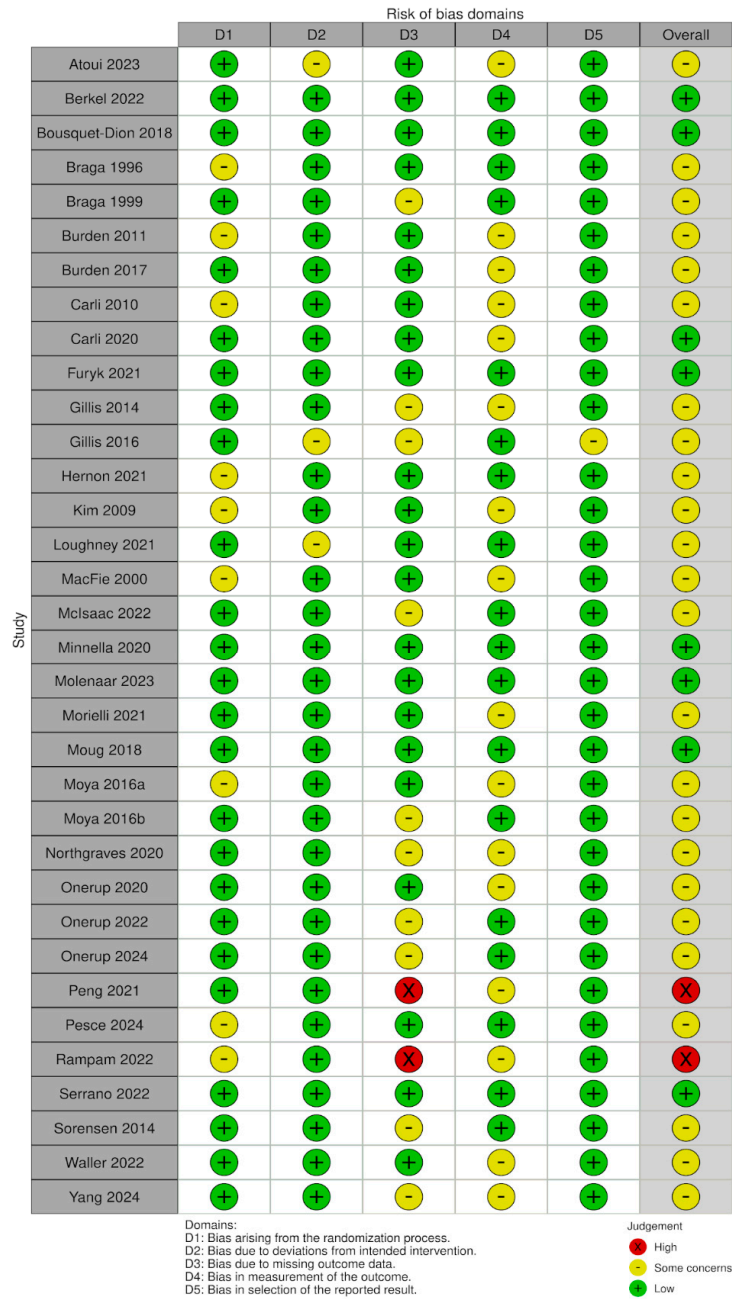 Risk of bias domains
D1 D2 D3 D4 D5 Overall
Atoui 2023 + - + - + -
Berkel 2022 + + + + + +
Bousquet-Dion 2018 + + + + + +
Braga 1996 - + + + + -
Braga 1999 + + - + + -
Burden 2011 - + + - + -
Burden 2017 + + + - + -
Carli 2010 - + + - + -
Carli 2020 + + + - + +
Furyk 2021 + + + + + +
Gillis 2014 + + - - + -
Gillis 2016 + - - + - -
Hernon 2021 - + + + + -
Kim 2009 - + + - + -
Loughney 2021 + - + + + -
MacFie 2000 - + + - + -
McIsaac 2022 + + - + + -
Minnella 2020 + + + + + +
Molenaar 2023 + + + + + +
Morielli 2021 + + + - + -
Moug 2018 + + + + + +
Moya 2016a - + + - + -
Moya 2016b + + - + + -
Northgraves 2020 + + - - + -
Onerup 2020 + + + - + -
Onerup 2022 + + - + + -
Onerup 2024 + + - + + -
Peng 2021 + + X - + X
Pesce 2024 - + + + + -
Rampam 2022 - + X - + X
Serrano 2022 + + + + + +
Sorensen 2014 + + - + + -
Waller 2022 + + + - + -
Yang 2024 + + - - + -
Study
Domains:
D1: Bias arising from the randomization process.
D2: Bias due to deviations from intended intervention.
D3: Bias due to missing outcome data.
D4: Bias in measurement of the outcome.
D5: Bias in selection of the reported result.
Judgement
X High
- Some concerns
+ Low